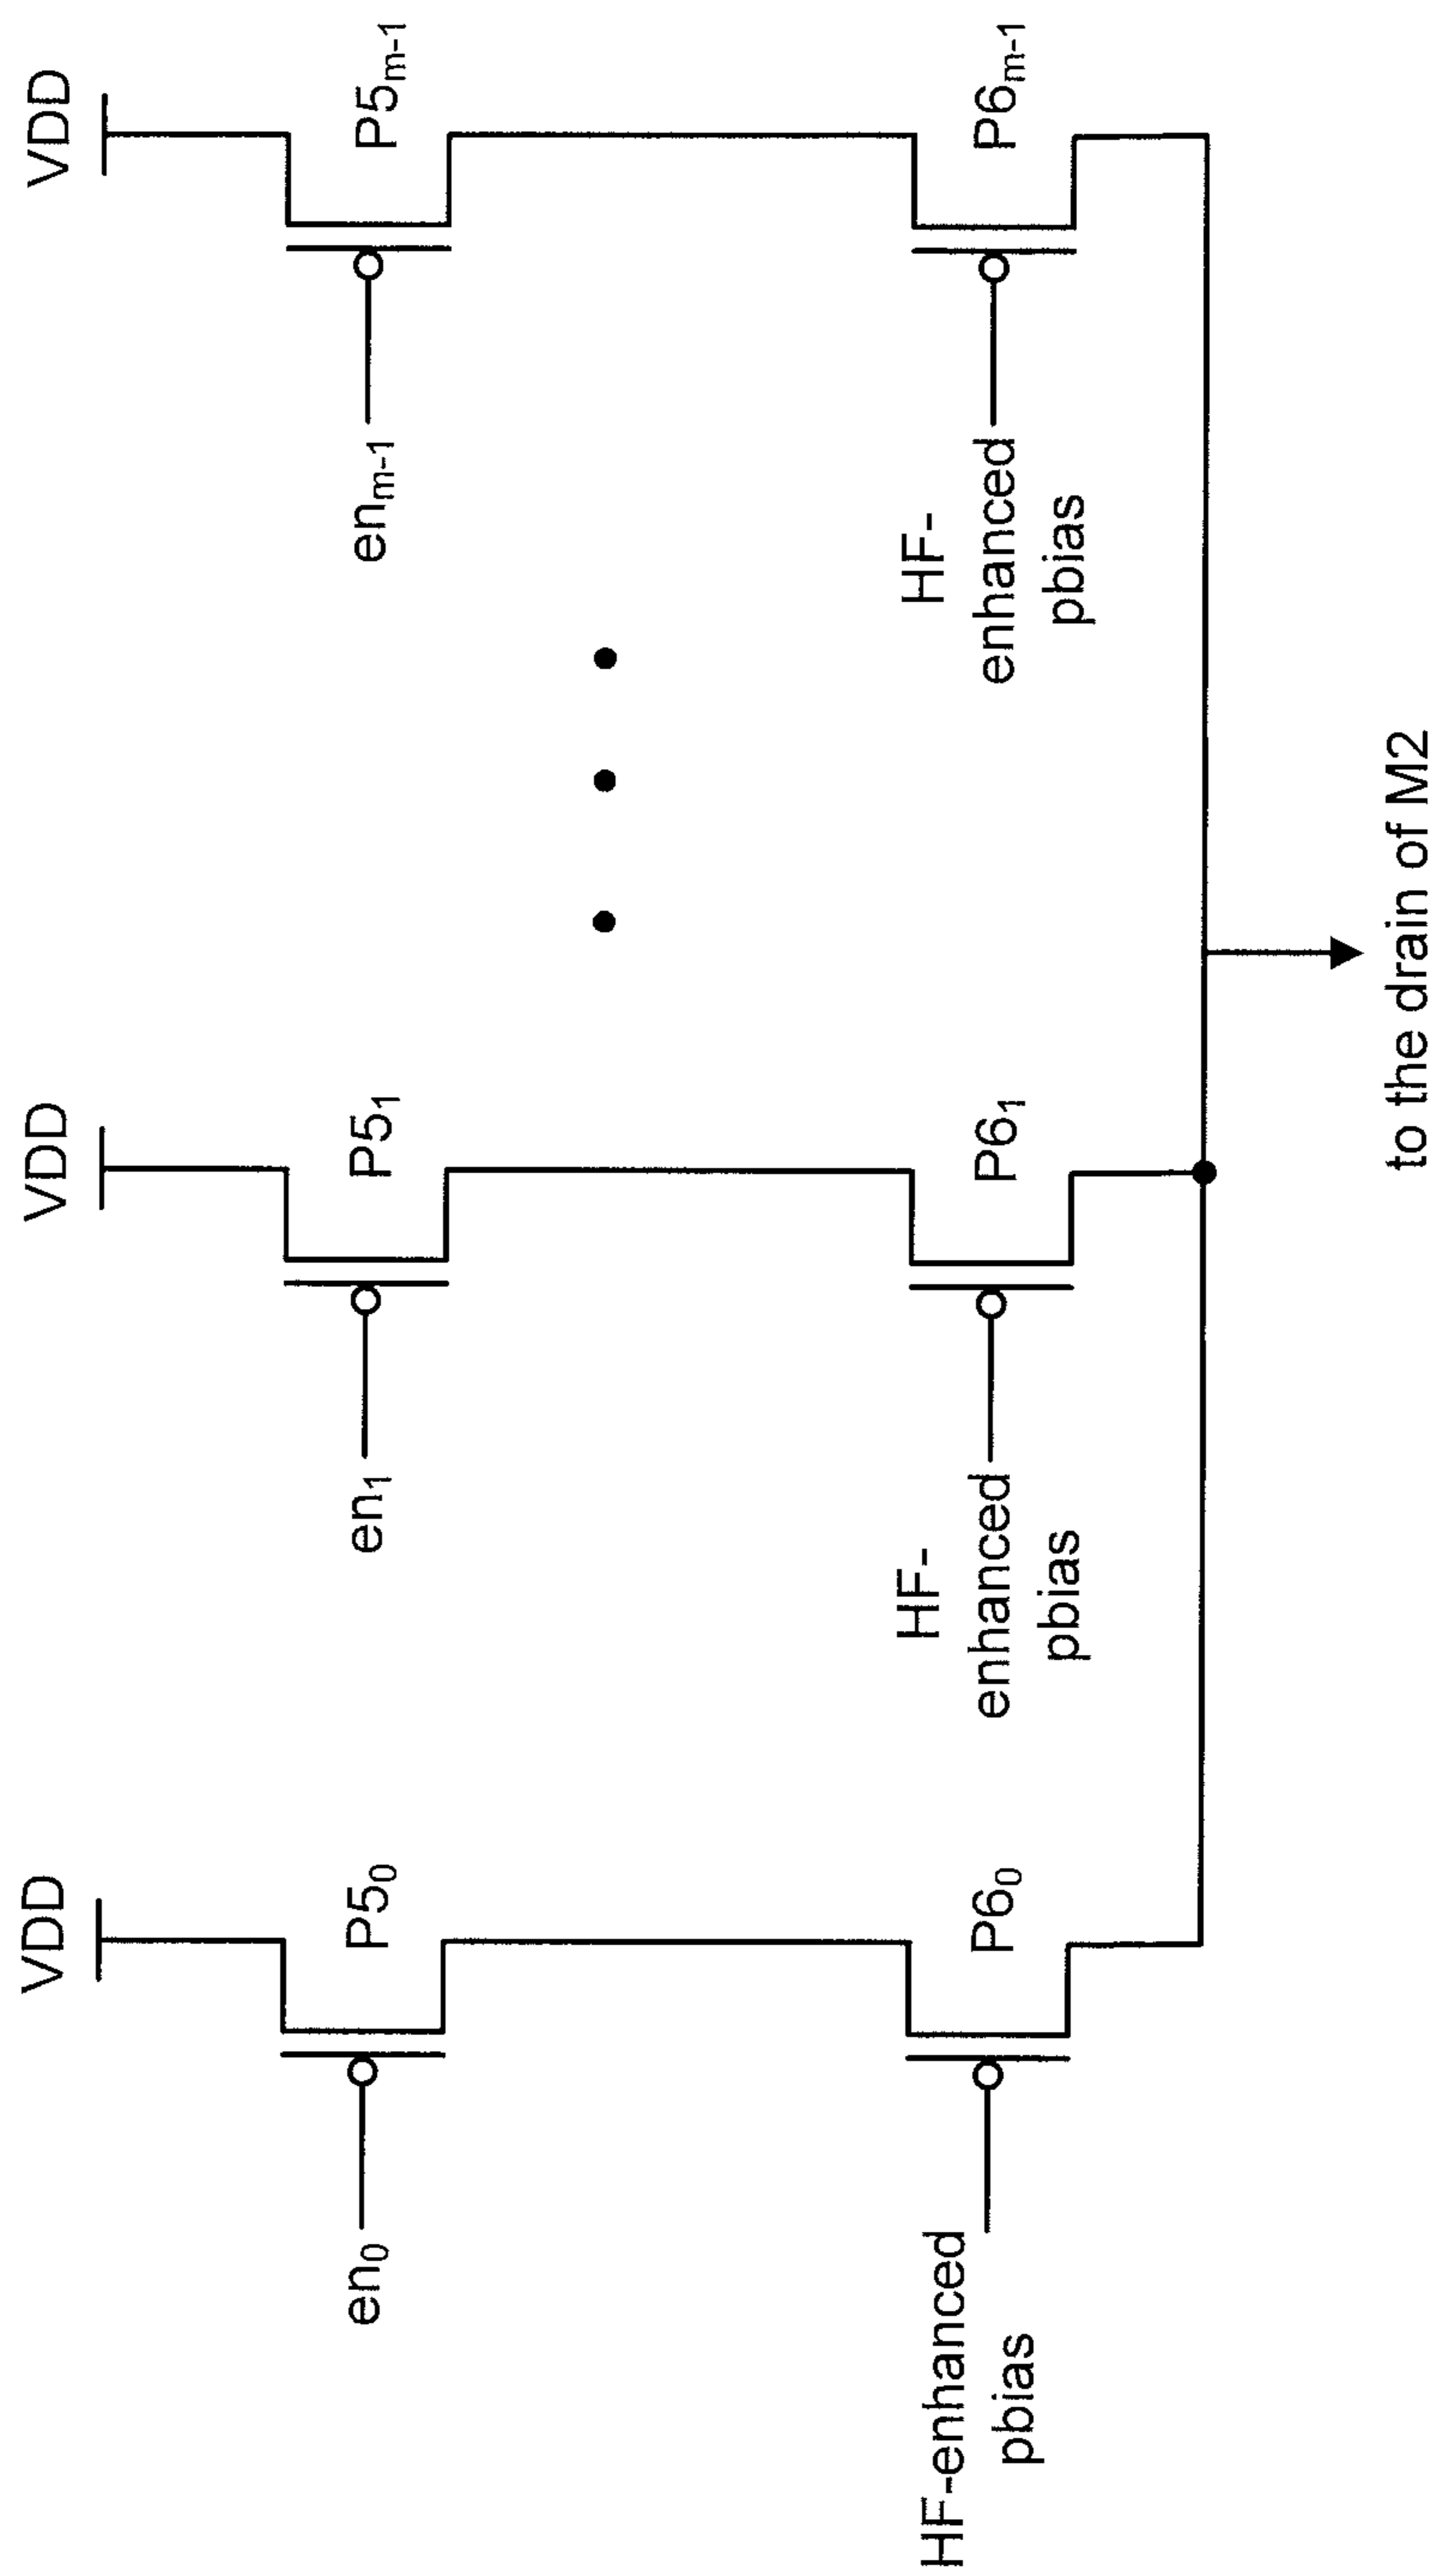 VDD
VDD
VDD
P5₀
P5₁
P5ₘ₋₁
en₀
en₁
enₘ₋₁
P6₀
P6₁
P6ₘ₋₁
HF-enhanced
pbias
HF-
enhanced
pbias
HF-
enhanced
pbias
to the drain of M2